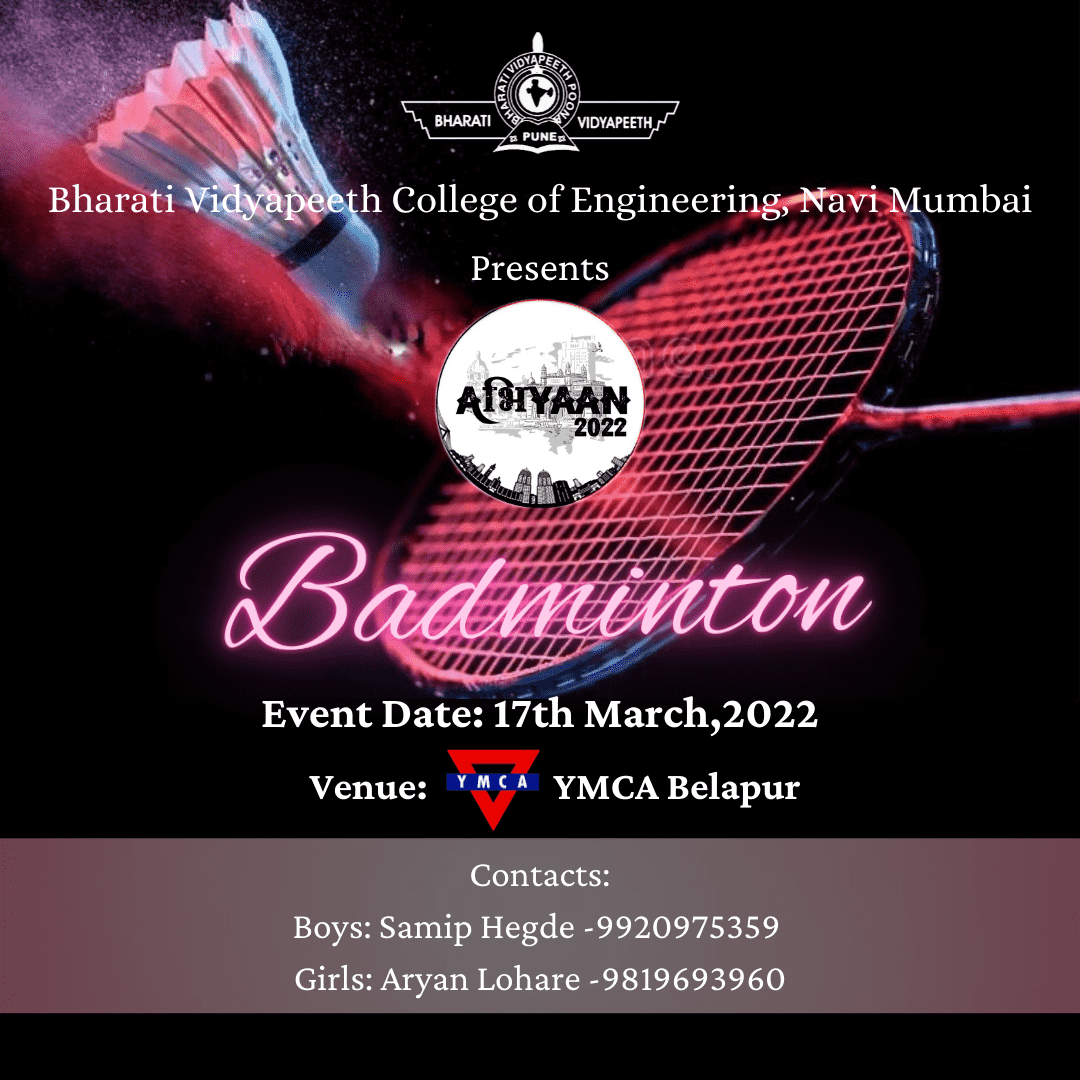 BHARATI VIDYAPEETH POONA
BHARATI VIDYAPEETH
PUNE
Bharati Vidyapeeth College of Engineering, Navi Mumbai
Presents
AभिYAAN
2022
Badminton
Event Date: 17th March,2022
Venue: YMCA YMCA Belapur
Contacts:
Boys: Samip Hegde -9920975359
Girls: Aryan Lohare -9819693960